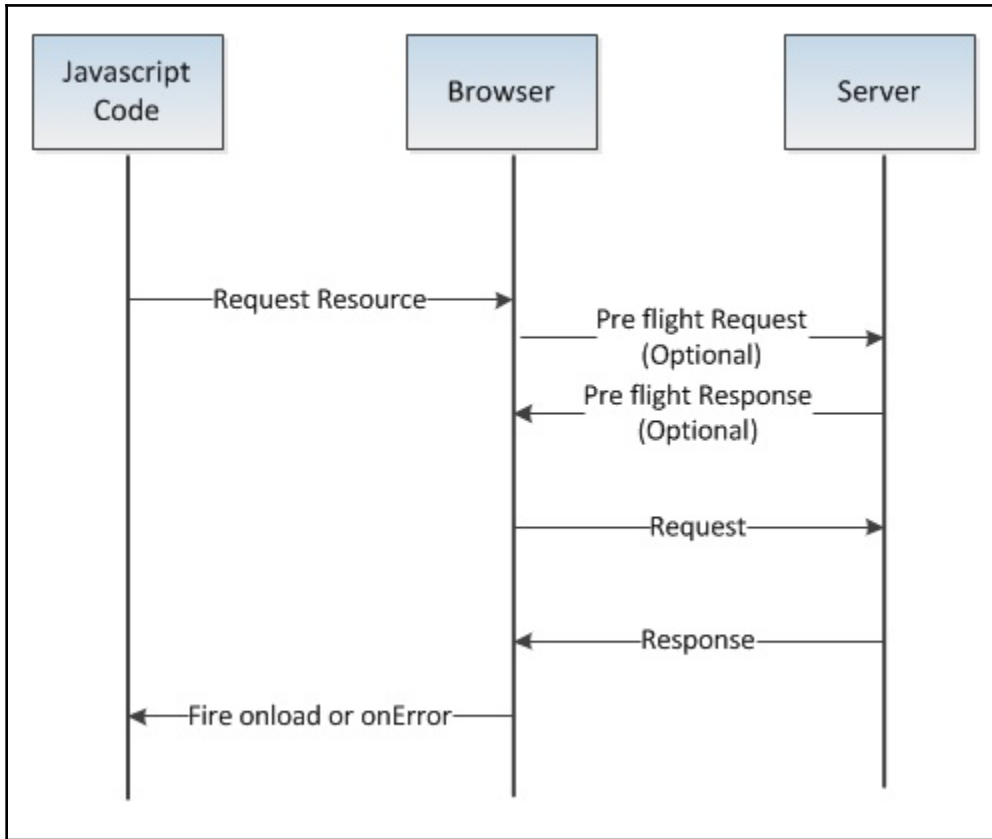 Javascript
Code
Browser
Server
Request Resource
Pre flight Request
(Optional)
Pre flight Response
(Optional)
Request
Response
Fire onload or onError